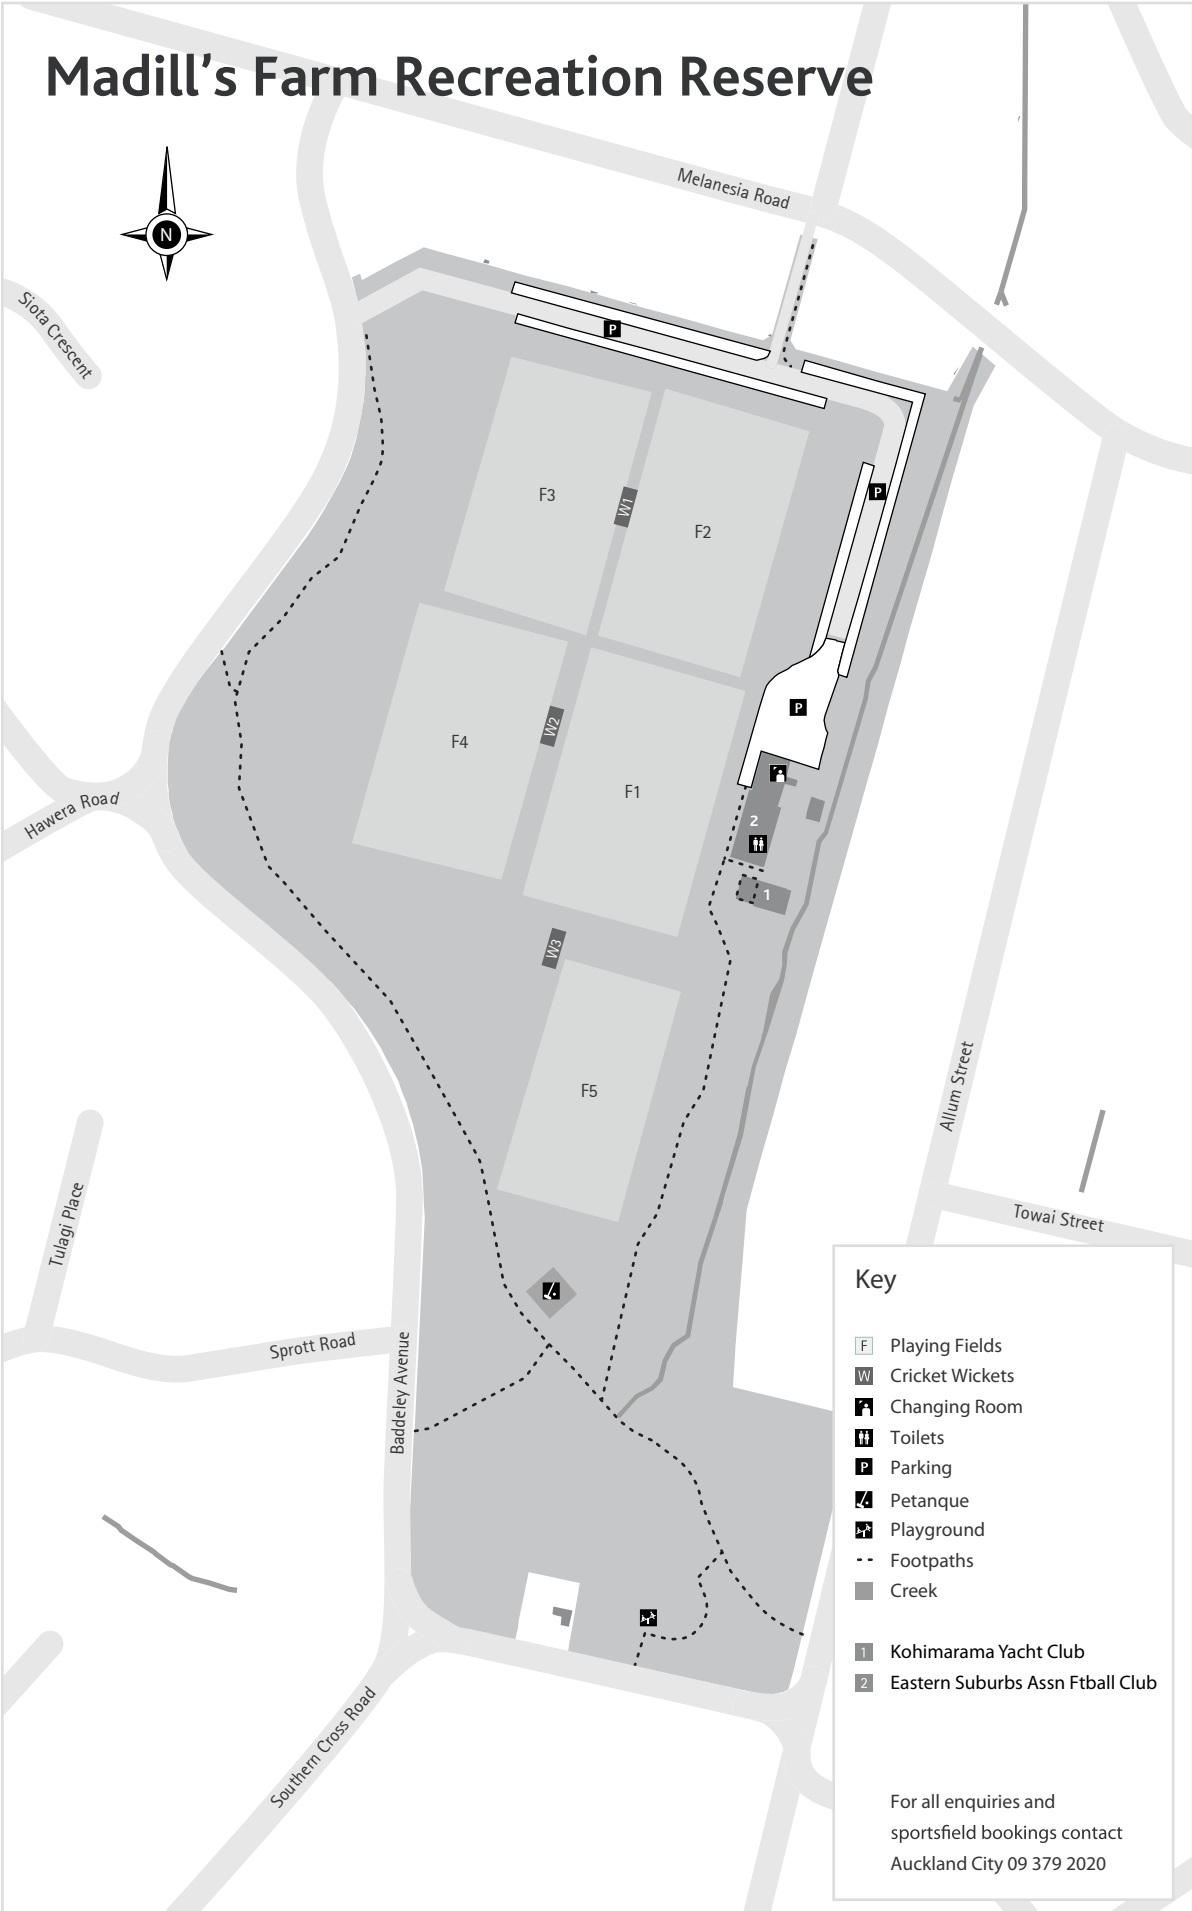 Madill’s Farm Recreation Reserve
Melanesia Road
N
Siota Crescent
P
F3
W1
F2
P
F4
W2
F1
P
Hawera Road
2
1
W3
F5
Allum Street
Tulagi Place
Towai Street
Sprott Road
Baddeley Avenue
Southern Cross Road
Key
F Playing Fields
W Cricket Wickets
Changing Room
Toilets
P Parking
Petanque
Playground
Footpaths
Creek
1 Kohimarama Yacht Club
2 Eastern Suburbs Assn Ftball Club
For all enquiries and
sportsfield bookings contact
Auckland City 09 379 2020